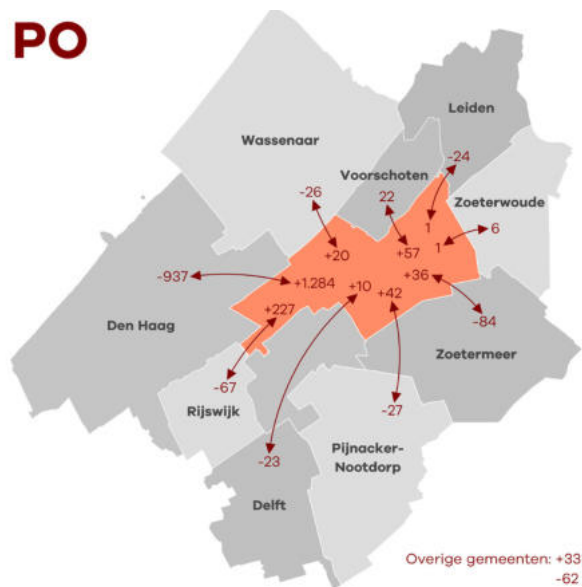 PO
Leiden
Wassenaar
Voorschoten
-24
-26
22
Zoeterwoude
1
6
+20
+57
1
-937
+1.284
+10
+42
+36
+227
-84
Den Haag
Zoetermeer
-67
-27
Rijswijk
Pijnacker-
Nootdorp
-23
Delft
Overige gemeenten: +33
-62